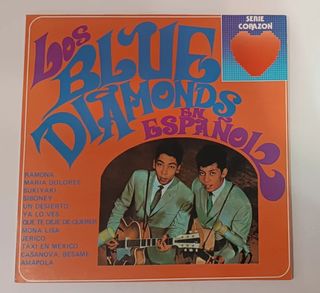 SERIE
CORAZON
LOS
BLUE
DIAMONDS
EN
ESPAÑOL
RAMONA
MARIA DOLORES
SUKIYAKI
SIBONEY
UN DESIERTO
YA LO VES
QUE TE DEJE DE QUERER
MONA LISA
JERICO
TAXI EN MEXICO
CASANOVA, BESAME
AMAPOLA